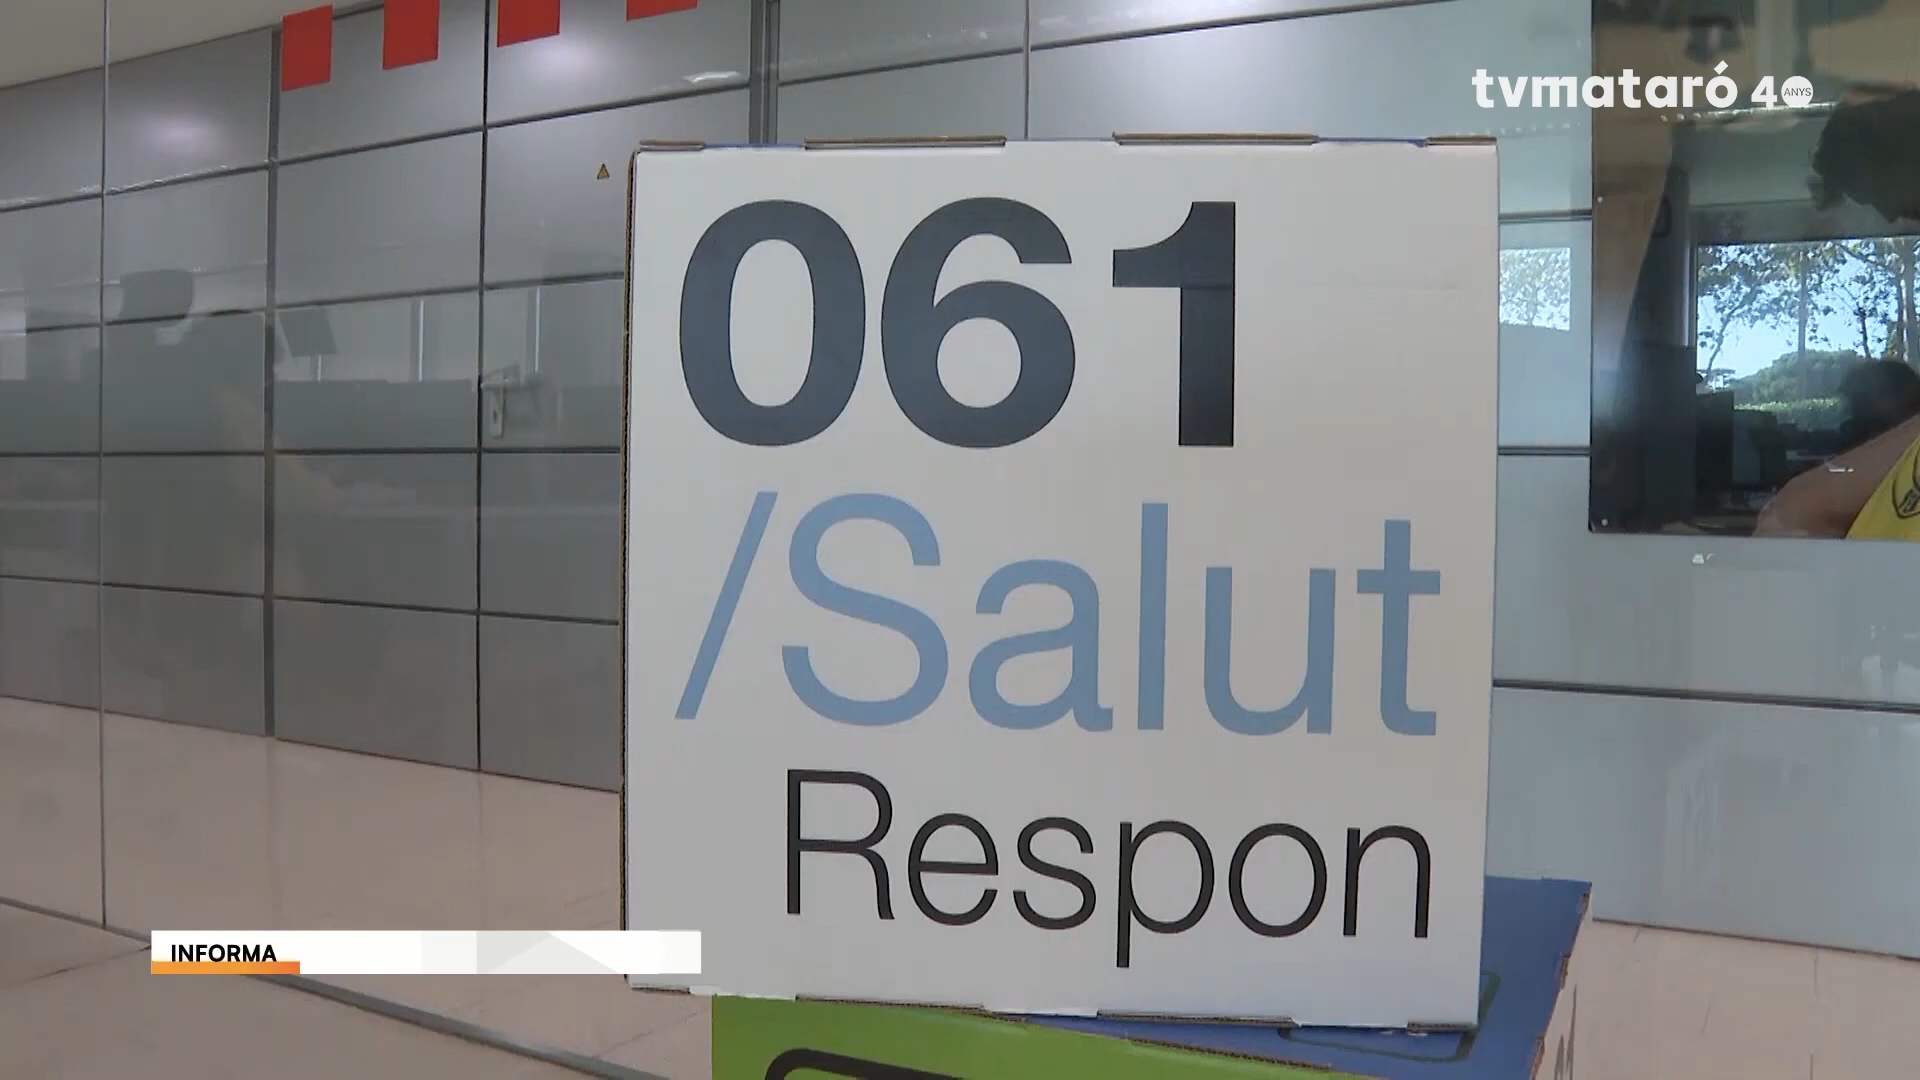 tvmataró 40
ANYS
061
/Salut
Respon
INFORMA